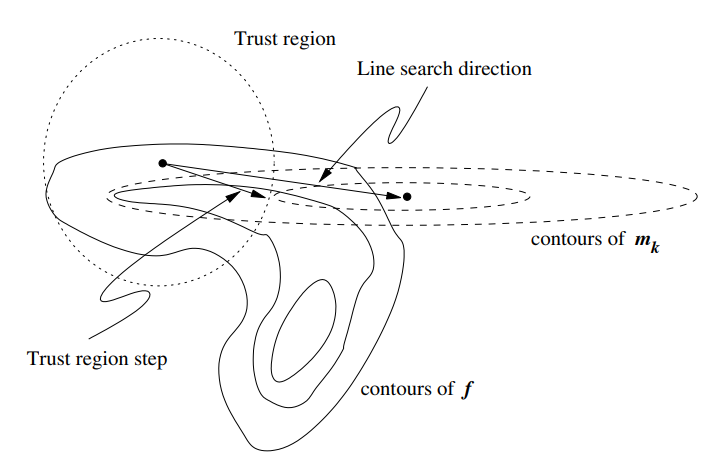 Trust region
Line search direction
contours of m_k
Trust region step
contours of f